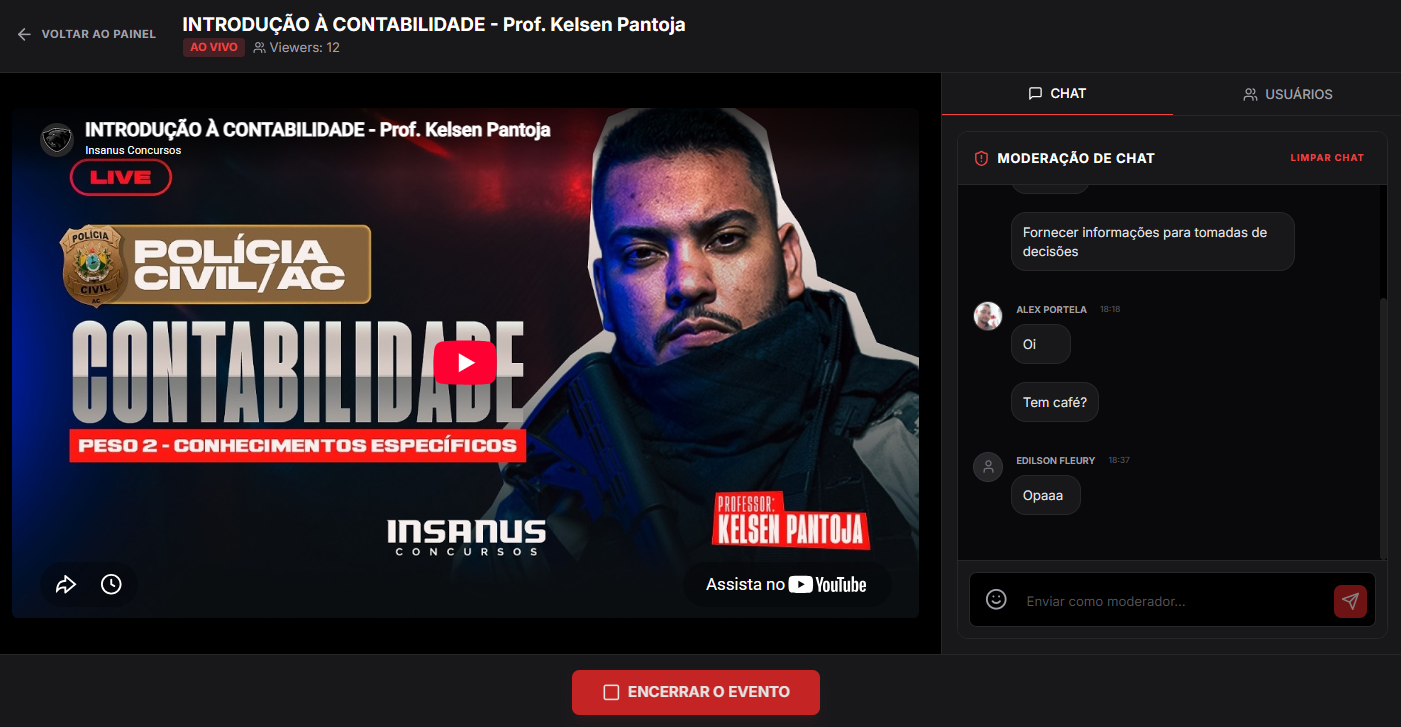 VOLTAR AO PAINEL
INTRODUÇÃO À CONTABILIDADE - Prof. Kelsen Pantoja
AO VIVO
Viewers: 12
INTRODUÇÃO À CONTABILIDADE - Prof. Kelsen Pantoja
Insanus Concursos
LIVE
POLÍCIA
CIVIL
AC
POLÍCIA
CIVIL/AC
CONTABILIDADE
PESO 2 - CONHECIMENTOS ESPECÍFICOS
INSANUS
CONCURSOS
PROFESSOR:
KELSEN PANTOJA
Assista no YouTube
CHAT
USUÁRIOS
MODERAÇÃO DE CHAT
LIMPAR CHAT
Fornecer informações para tomadas de
decisões
ALEX PORTELA 18:18
Oi
Tem café?
EDILSON FLEURY 18:37
Opaaa
Enviar como moderador...
ENCERRAR O EVENTO